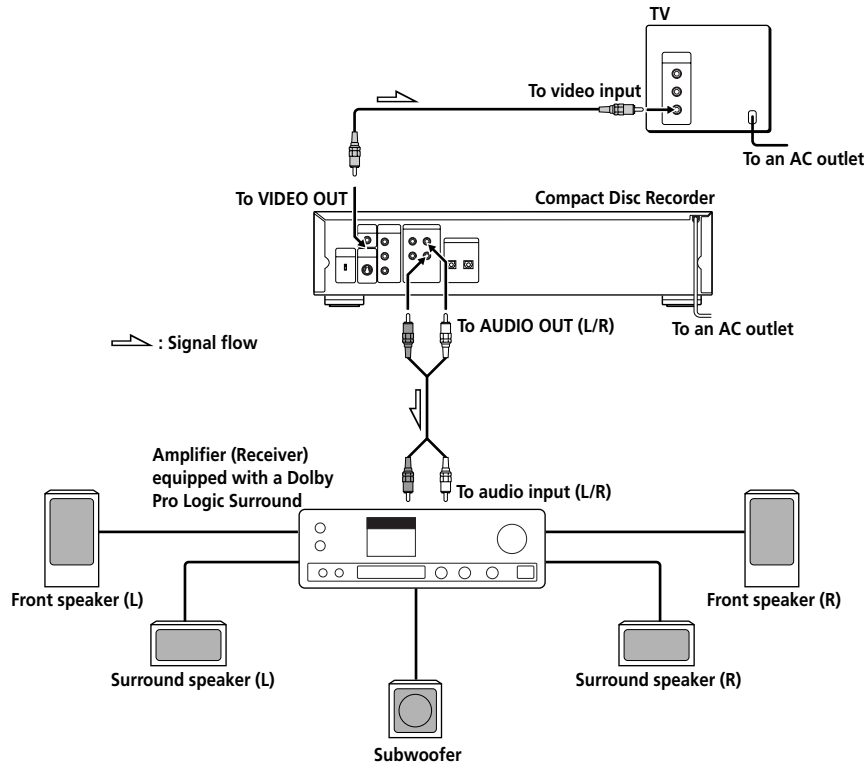 TV
To video input
To an AC outlet
To VIDEO OUT
Compact Disc Recorder
To AUDIO OUT (L/R)
To an AC outlet
: Signal flow
Amplifier (Receiver)
equipped with a Dolby
Pro Logic Surround
To audio input (L/R)
Front speaker (L)
Front speaker (R)
Surround speaker (L)
Surround speaker (R)
Subwoofer